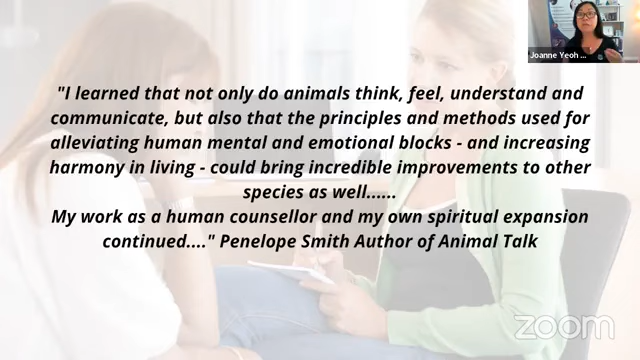 Joanne Yeoh ...
"I learned that not only do animals think, feel, understand and
communicate, but also that the principles and methods used for
alleviating human mental and emotional blocks - and increasing
harmony in living - could bring incredible improvements to other
species as well......
My work as a human counsellor and my own spiritual expansion
continued...." Penelope Smith Author of Animal Talk
zoom